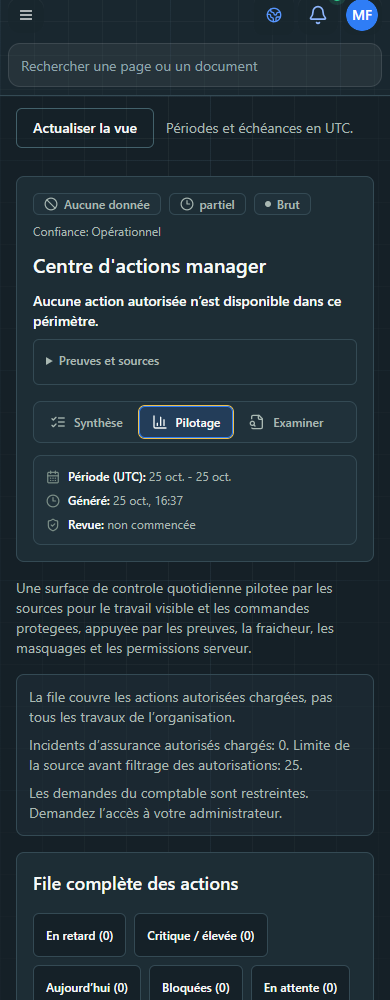 MF
Rechercher une page ou un document
Actualiser la vue
Périodes et échéances en UTC.
Aucune donnée
partiel
Brut
Confiance: Opérationnel
Centre d'actions manager
Aucune action autorisée n’est disponible dans ce
périmètre.
Preuves et sources
Synthèse
Pilotage
Examiner
Période (UTC): 25 oct. - 25 oct.
Généré: 25 oct., 16:37
Revue: non commencée
Une surface de controle quotidienne pilotee par les
sources pour le travail visible et les commandes
protegees, appuyee par les preuves, la fraicheur, les
masquages et les permissions serveur.
La file couvre les actions autorisées chargées, pas
tous les travaux de l’organisation.
Incidents d’assurance autorisés chargés: 0. Limite de
la source avant filtrage des autorisations: 25.
Les demandes du comptable sont restreintes.
Demandez l’accès à votre administrateur.
File complète des actions
En retard (0)
Critique / élevée (0)
Aujourd’hui (0)
Bloquées (0)
En attente (0)